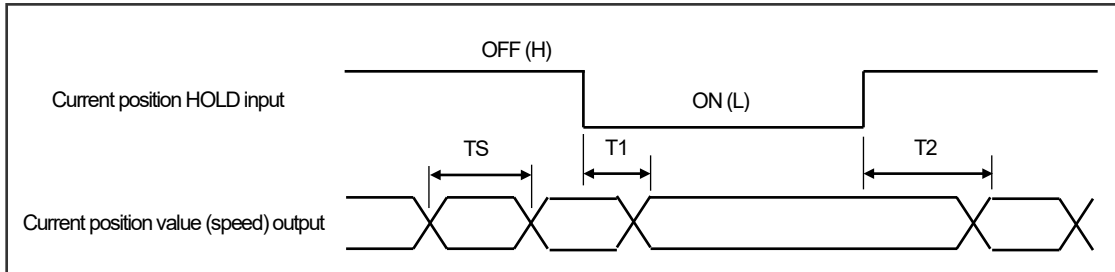 OFF (H)
Current position HOLD input
ON (L)
TS
T1
T2
Current position value (speed) output